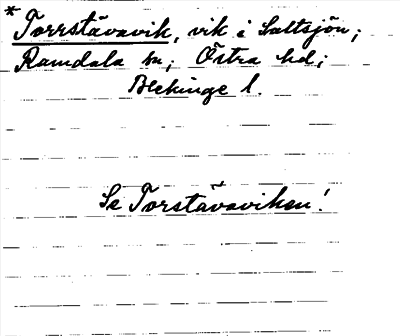 * Torrstävavik, vik i Saltsjön;
Ramdala sn; Östra hd;
Blekinge l.
Se Torstävaviken!